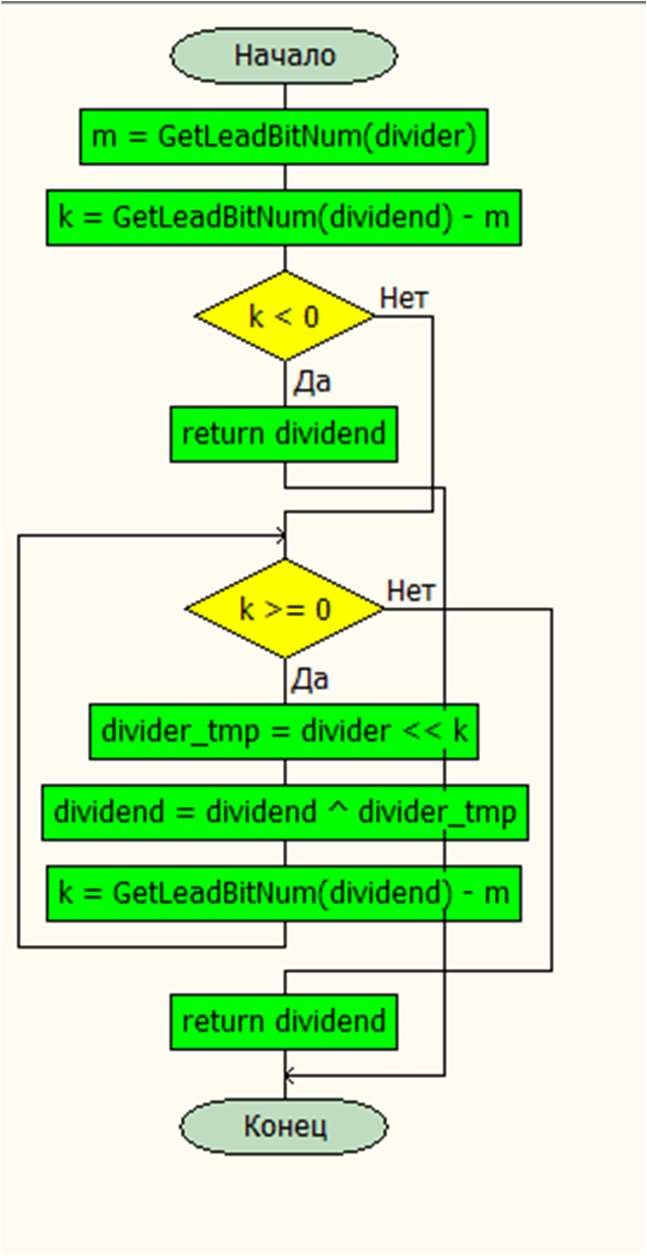 Начало
m = GetLeadBitNum(divider)
k = GetLeadBitNum(dividend) - m
k < 0
Нет
Да
return dividend
k >= 0
Нет
Да
divider_tmp = divider << k
dividend = dividend ^ divider_tmp
k = GetLeadBitNum(dividend) - m
return dividend
Конец